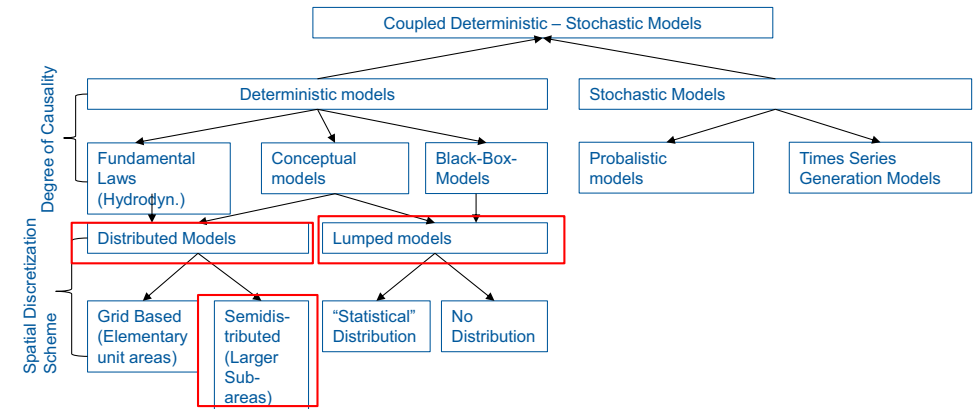 Coupled Deterministic – Stochastic Models
Degree of Causality
Deterministic models
Stochastic Models
Fundamental
Laws
(Hydrodyn.)
Conceptual
models
Black-Box-
Models
Probalistic
models
Times Series
Generation Models
Spatial Discretization
Scheme
Distributed Models
Lumped models
Grid Based
(Elementary
unit areas)
Semidis-
tributed
(Larger
Sub-
areas)
“Statistical”
Distribution
No
Distribution